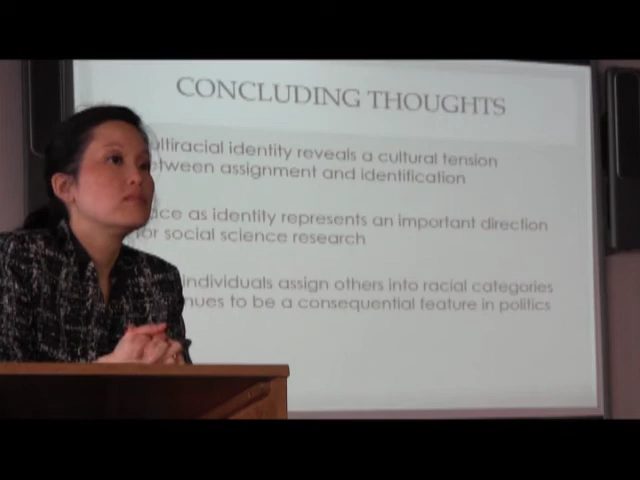 CONCLUDING THOUGHTS
ultiracial identity reveals a cultural tension
tween assignment and identification
ace as identity represents an important direction
for social science research
individuals assign others into racial categories
nues to be a consequential feature in politics